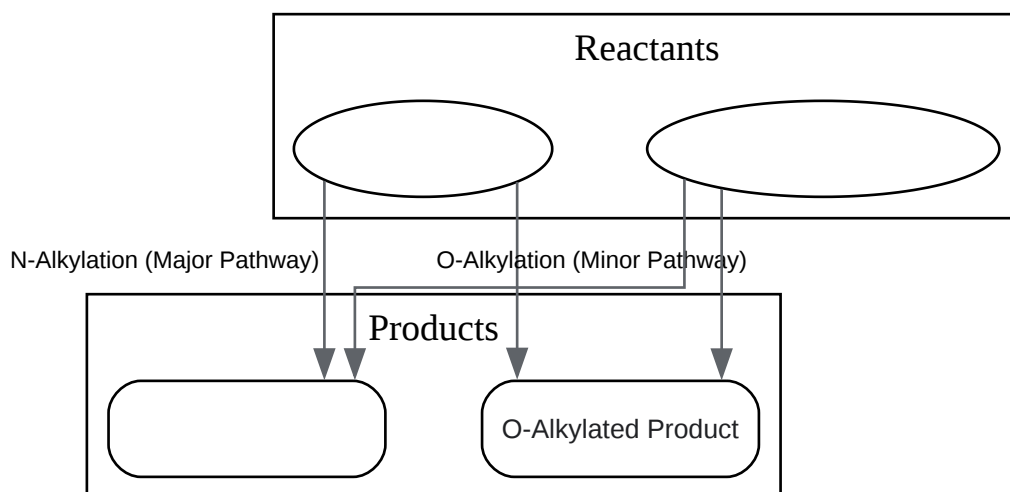 Reactants
N-Alkylation (Major Pathway)
O-Alkylation (Minor Pathway)
Products
O-Alkylated Product